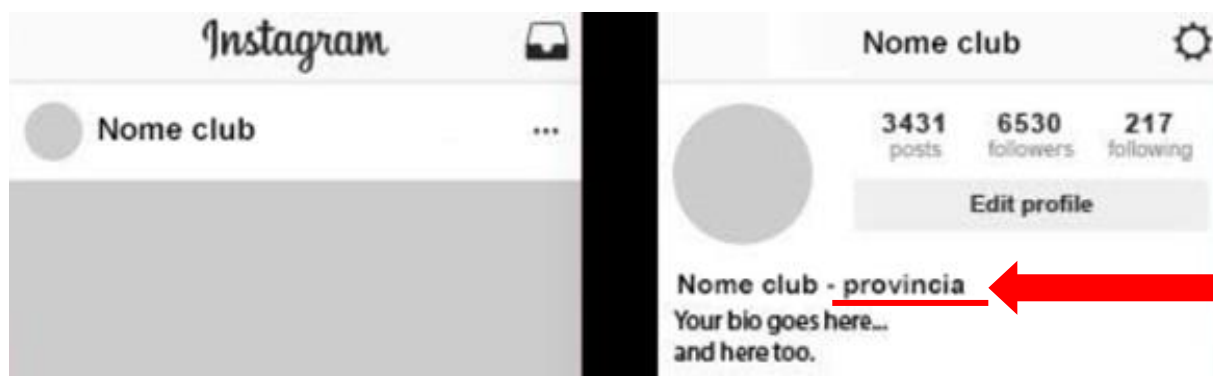 Instagram
Nome club
...
Nome club
3431 6530 217
posts followers following
Edit profile
Nome club - provincia
Your bio goes here...
and here too.